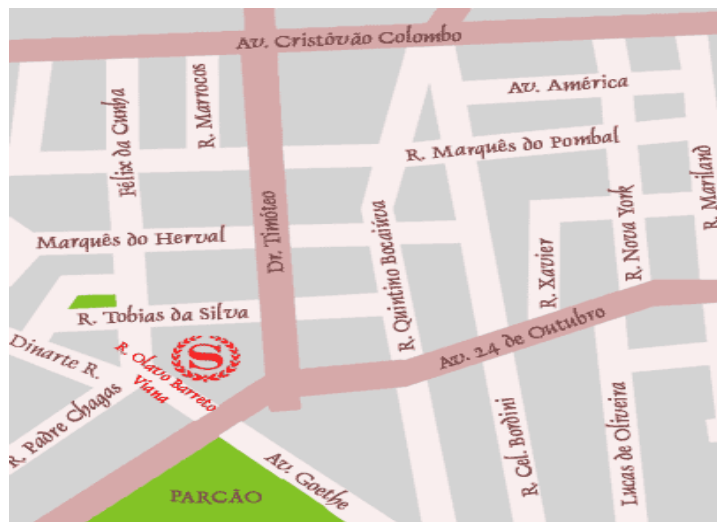 Av. Cristóvão Colombo
Av. América
Félix da Cunha
R. Marrocos
R. Marquês do Pombal
Marquês do Herval
Dr. Timóteo
R. Quintino Bocaiúva
R. Xavier
R. Nova York
R. Mariland
R. Tobias da Silva
Dinarte R.
R. Olavo Barreto
Viana
S
Av. 24 de Outubro
R. Padre Chagas
R. Cel. Bordini
Lucas de Oliveira
Av. Goethe
PARCÃO